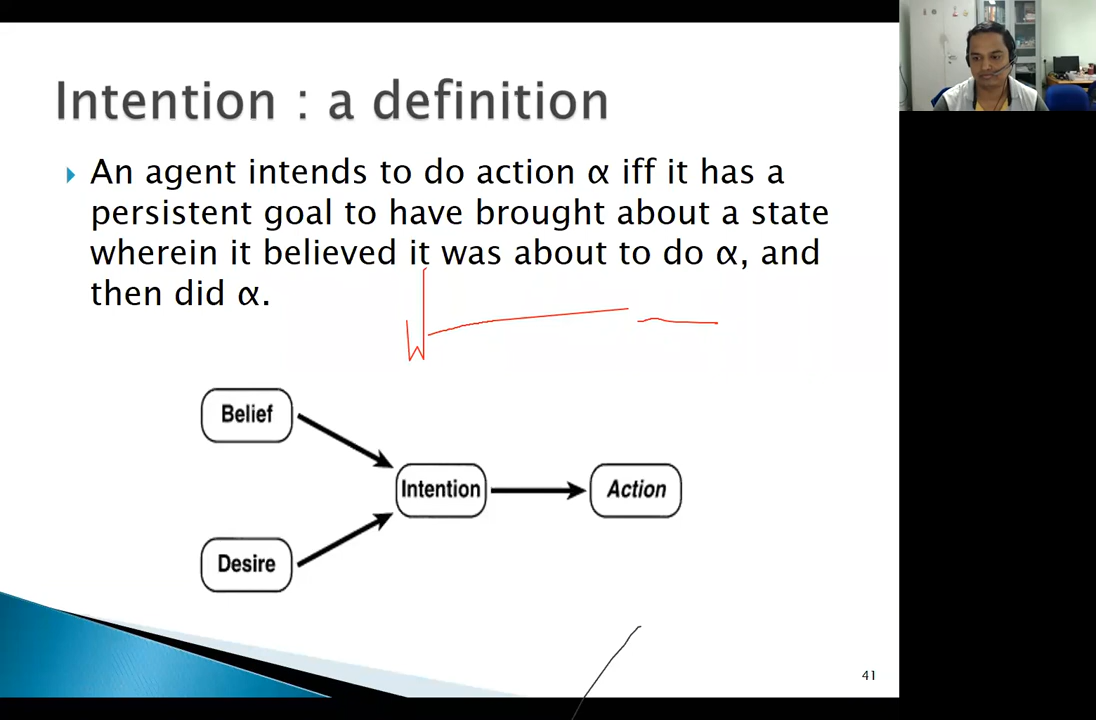 Intention : a definition
An agent intends to do action α iff it has a
persistent goal to have brought about a state
wherein it believed it was about to do α, and
then did α.
Belief
Intention
Action
Desire
41